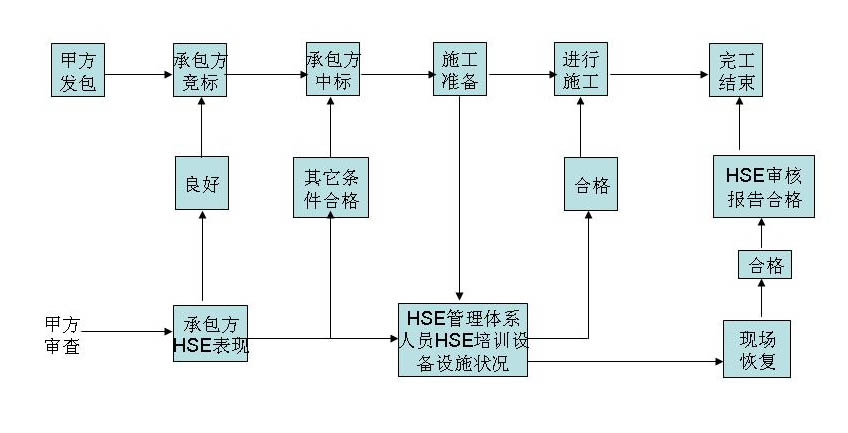 甲方
发包
承包方
竞标
承包方
中标
施工
准备
进行
施工
完工
结束
良好
其它条
件合格
合格
HSE审核
报告合格
合格
甲方
审查
承包方
HSE表现
HSE管理体系
人员HSE培训设
备设施状况
现场
恢复